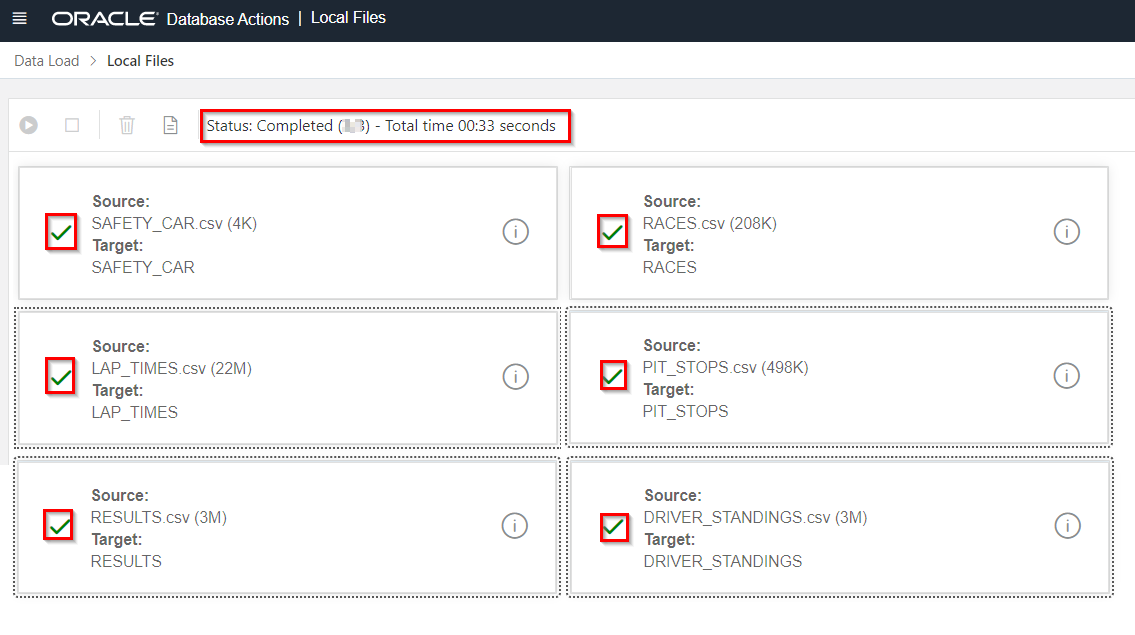 ORACLE Database Actions | Local Files
Data Load > Local Files
Status: Completed ( ) - Total time 00:33 seconds
Source:
SAFETY_CAR.csv (4K)
Target:
SAFETY_CAR
Source:
RACES.csv (208K)
Target:
RACES
Source:
LAP_TIMES.csv (22M)
Target:
LAP_TIMES
Source:
PIT_STOPS.csv (498K)
Target:
PIT_STOPS
Source:
RESULTS.csv (3M)
Target:
RESULTS
Source:
DRIVER_STANDINGS.csv (3M)
Target:
DRIVER_STANDINGS